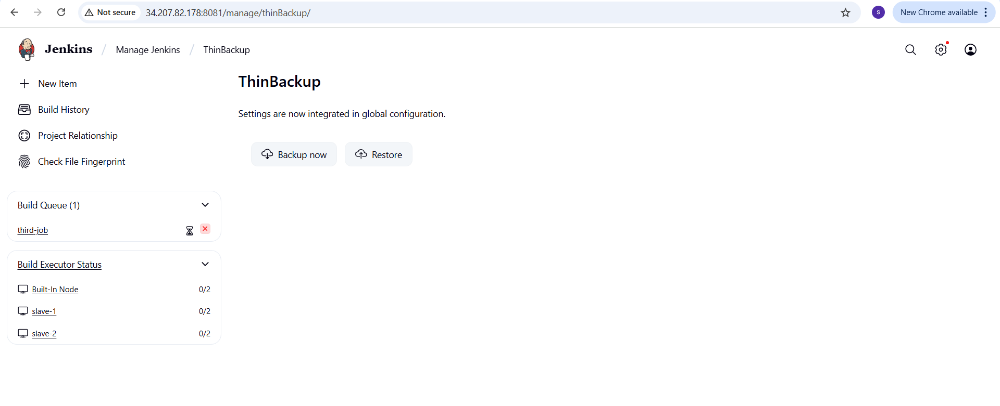 Not secure 34.207.82.178:8081/manage/thinBackup/ S New Chrome available
Jenkins / Manage Jenkins / ThinBackup
New Item
Build History
Project Relationship
Check File Fingerprint
Build Queue (1)
third-job
Build Executor Status
Built-In Node 0/2
slave-1 0/2
slave-2 0/2
ThinBackup
Settings are now integrated in global configuration.
Backup now Restore